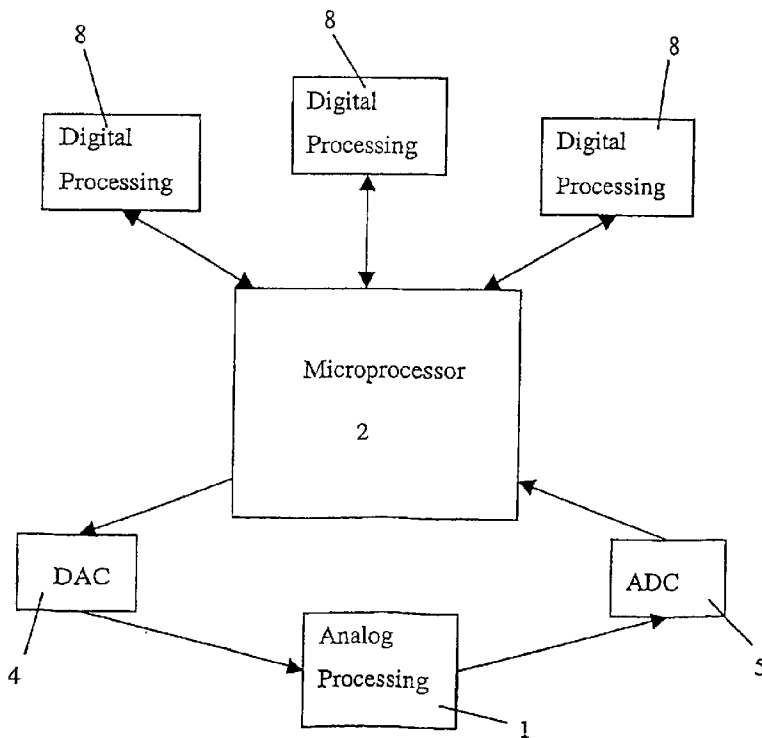 8
8
8
Digital
Processing
Digital
Processing
Digital
Processing
Microprocessor
2
DAC
ADC
Analog
Processing
4
5
1